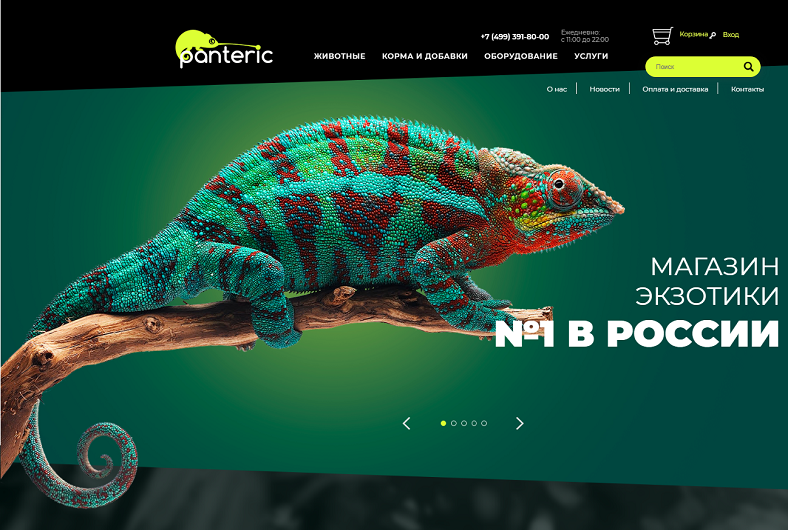 panteric
+7 (499) 391-80-00
Ежедневно:
с 11:00 до 22:00
Корзина
Вход
ЖИВОТНЫЕ
КОРМА И ДОБАВКИ
ОБОРУДОВАНИЕ
УСЛУГИ
Поиск
О нас
Новости
Оплата и доставка
Контакты
МАГАЗИН
ЭКЗОТИКИ
№1 В РОССИИ